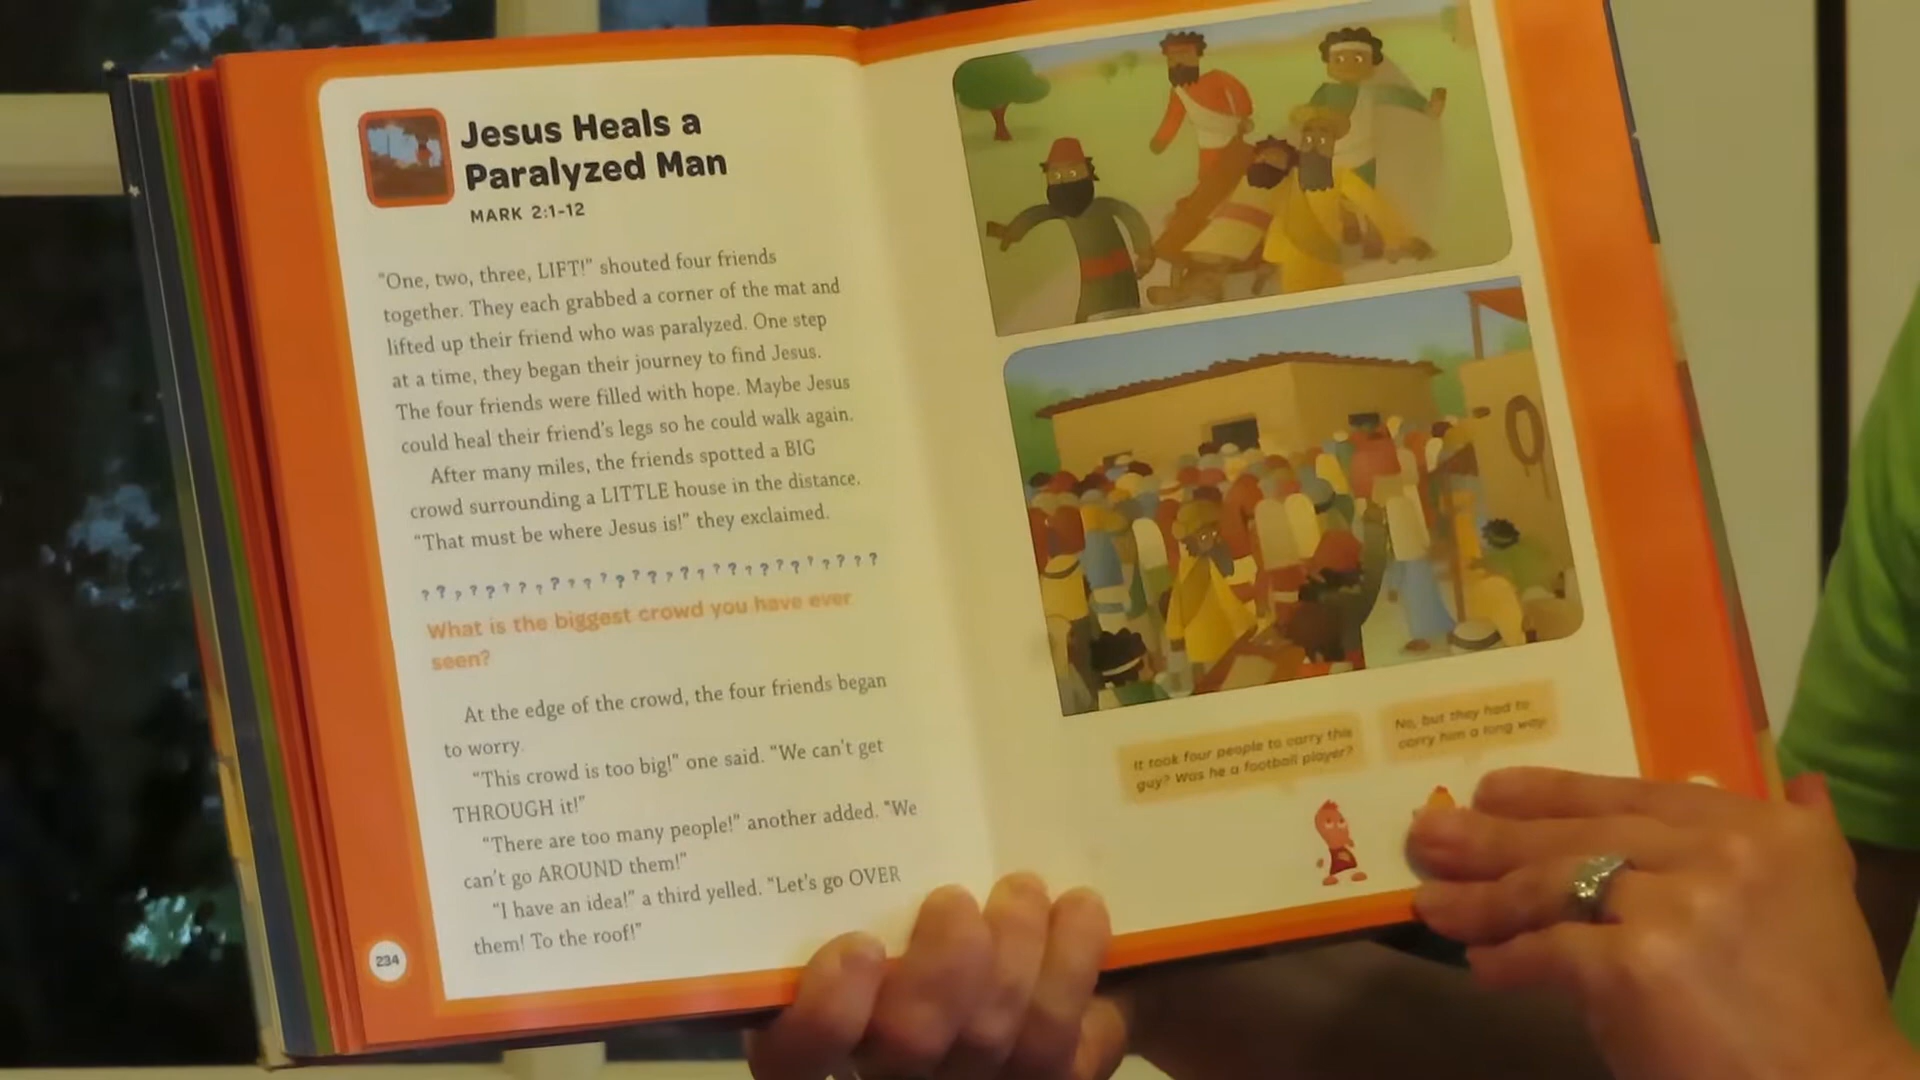 Jesus Heals a
Paralyzed Man
MARK 2:1-12
"One, two, three, LIFT!" shouted four friends
together. They each grabbed a corner of the mat and
lifted up their friend who was paralyzed. One step
at a time, they began their journey to find Jesus.
The four friends were filled with hope. Maybe Jesus
could heal their friend's legs so he could walk again.
After many miles, the friends spotted a BIG
crowd surrounding a LITTLE house in the distance.
"That must be where Jesus is!" they exclaimed.
? ? ? ? ? ? ? ? ? ? ? ? ? ? ? ? ? ? ? ? ? ? ? ? ? ? ? ? ?
What is the biggest crowd you have ever
seen?
At the edge of the crowd, the four friends began
to worry.
"This crowd is too big!" one said. "We can't get
THROUGH it!"
"There are too many people!" another added. "We
can't go AROUND them!"
"I have an idea!" a third yelled. "Let's go OVER
them! To the roof!"
234
It took four people to carry this
guy? Was he a football player?
No, but they had to
carry him a long way.